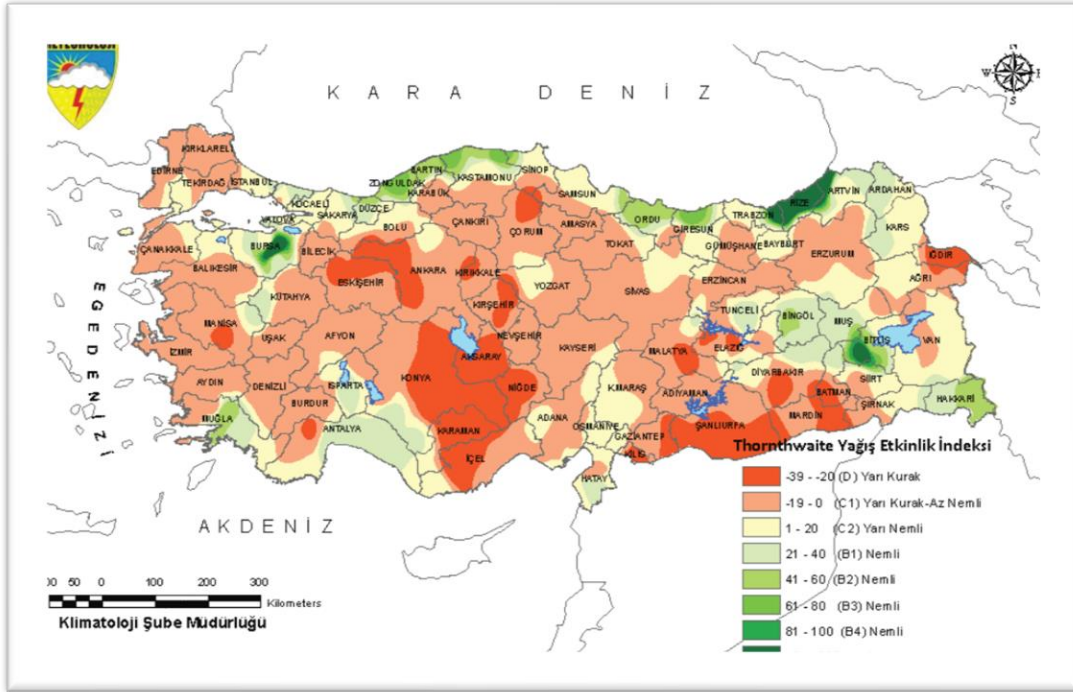 METEOROLOJİ
N
W
E
S
KARA DENİZ
EGE DENİZİ
AKDENİZ
KIRKLARELİ
EDİRNE
TEKİRDAĞ
İSTANBUL
KOCAELİ
YALOVA
SAKARYA
DÜZCE
ZONGULDAK
BARTIN
KARABÜK
KASTAMONU
SİNOP
SAMSUN
BOLU
ÇANKIRI
ÇORUM
AMASYA
ORDU
GİRESUN
TRABZON
RİZE
ARTVİN
ARDAHAN
KARS
TOKAT
GÜMÜŞHANE
BAYBURT
ERZURUM
IĞDIR
AĞRI
ÇANAKKALE
BALIKESİR
BURSA
BİLECİK
ESKİŞEHİR
ANKARA
KIRIKKALE
YOZGAT
SİVAS
ERZİNCAN
KÜTAHYA
KIRŞEHİR
TUNCELİ
BİNGÖL
MUŞ
MANİSA
UŞAK
AFYON
NEVŞEHİR
KAYSERİ
MALATYA
ELAZIĞ
BİTLİS
VAN
İZMİR
AKSARAY
DİYARBAKIR
AYDIN
DENİZLİ
ISPARTA
KONYA
NİĞDE
K.MARAŞ
ADIYAMAN
BATMAN
SİİRT
ŞIRNAK
HAKKARİ
BURDUR
MUĞLA
ANTALYA
KARAMAN
ADANA
OSMANİYE
GAZİANTEP
ŞANLIURFA
MARDİN
KİLİS
İÇEL
HATAY
Thornthwaite Yağış Etkinlik İndeksi
-39 - -20 (D) Yarı Kurak
-19 - 0 (C1) Yarı Kurak-Az Nemli
1 - 20 (C2) Yarı Nemli
21 - 40 (B1) Nemli
41 - 60 (B2) Nemli
61 - 80 (B3) Nemli
81 - 100 (B4) Nemli
00 50 0 100 200 300
Kilometers
Klimatoloji Şube Müdürlüğü